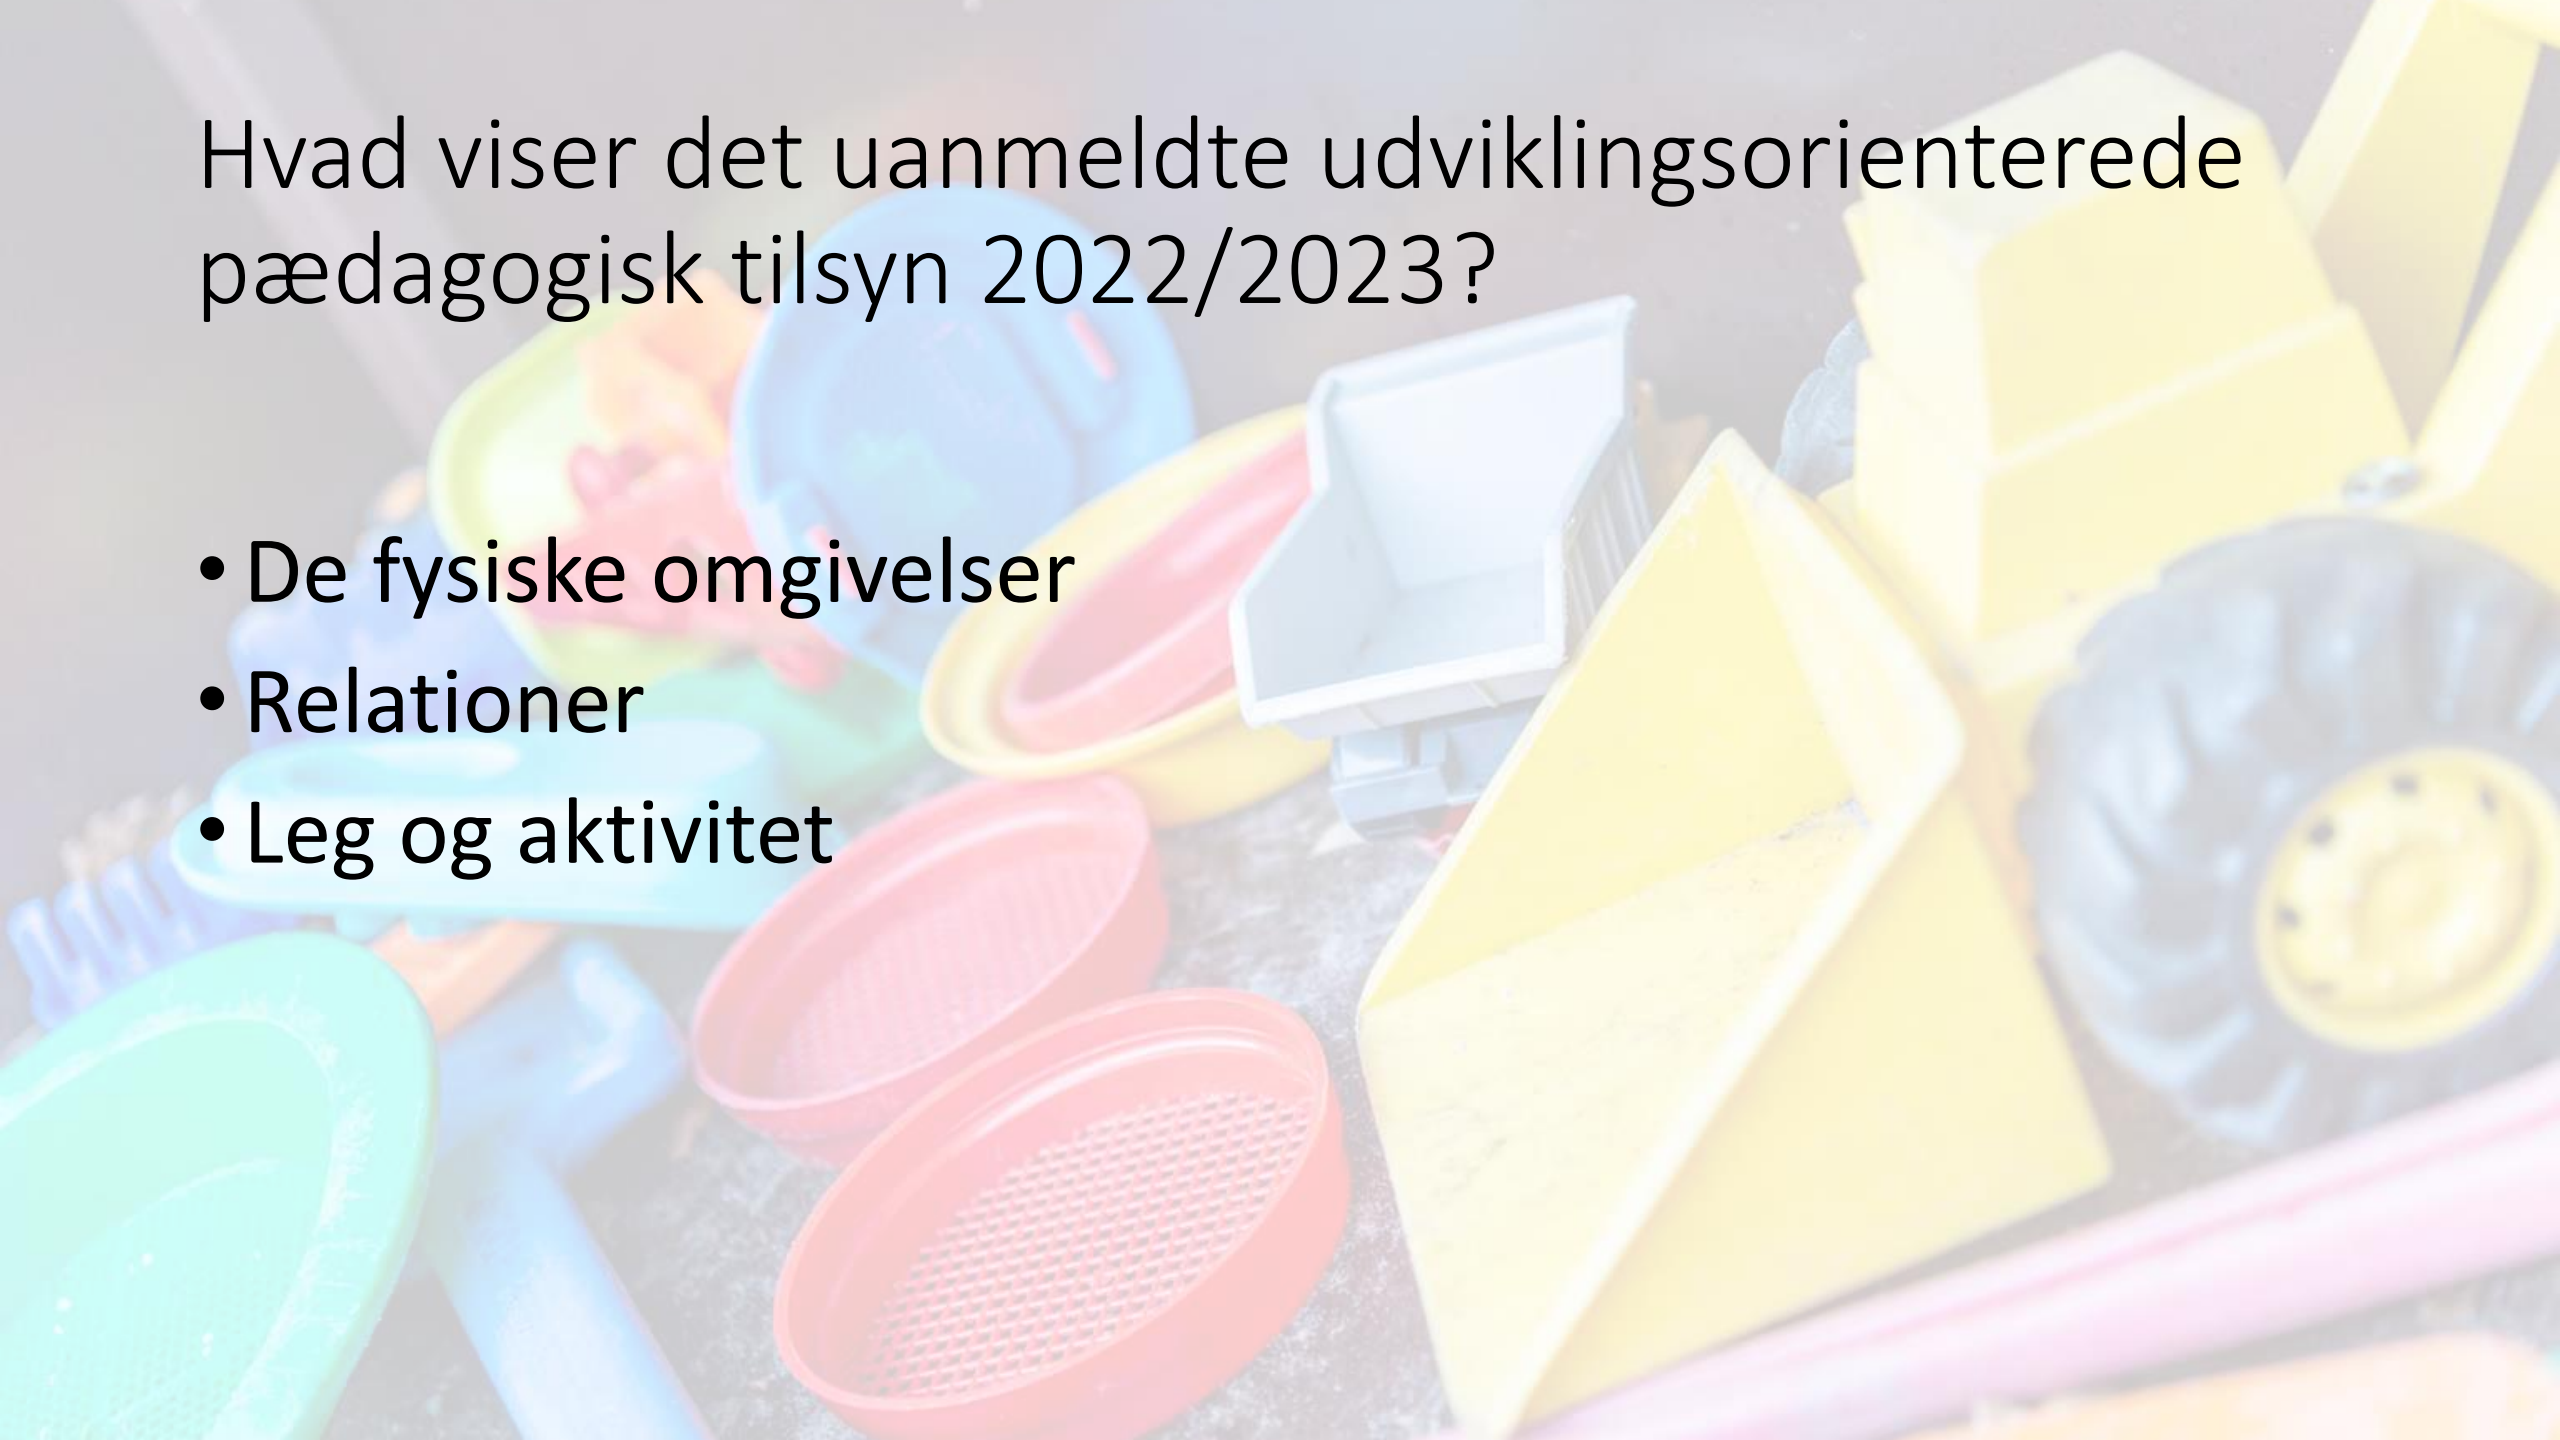 Hvad viser det uanmeldte udviklingsorienterede
pædagogisk tilsyn 2022/2023?
• De fysiske omgivelser
• Relationer
• Leg og aktivitet